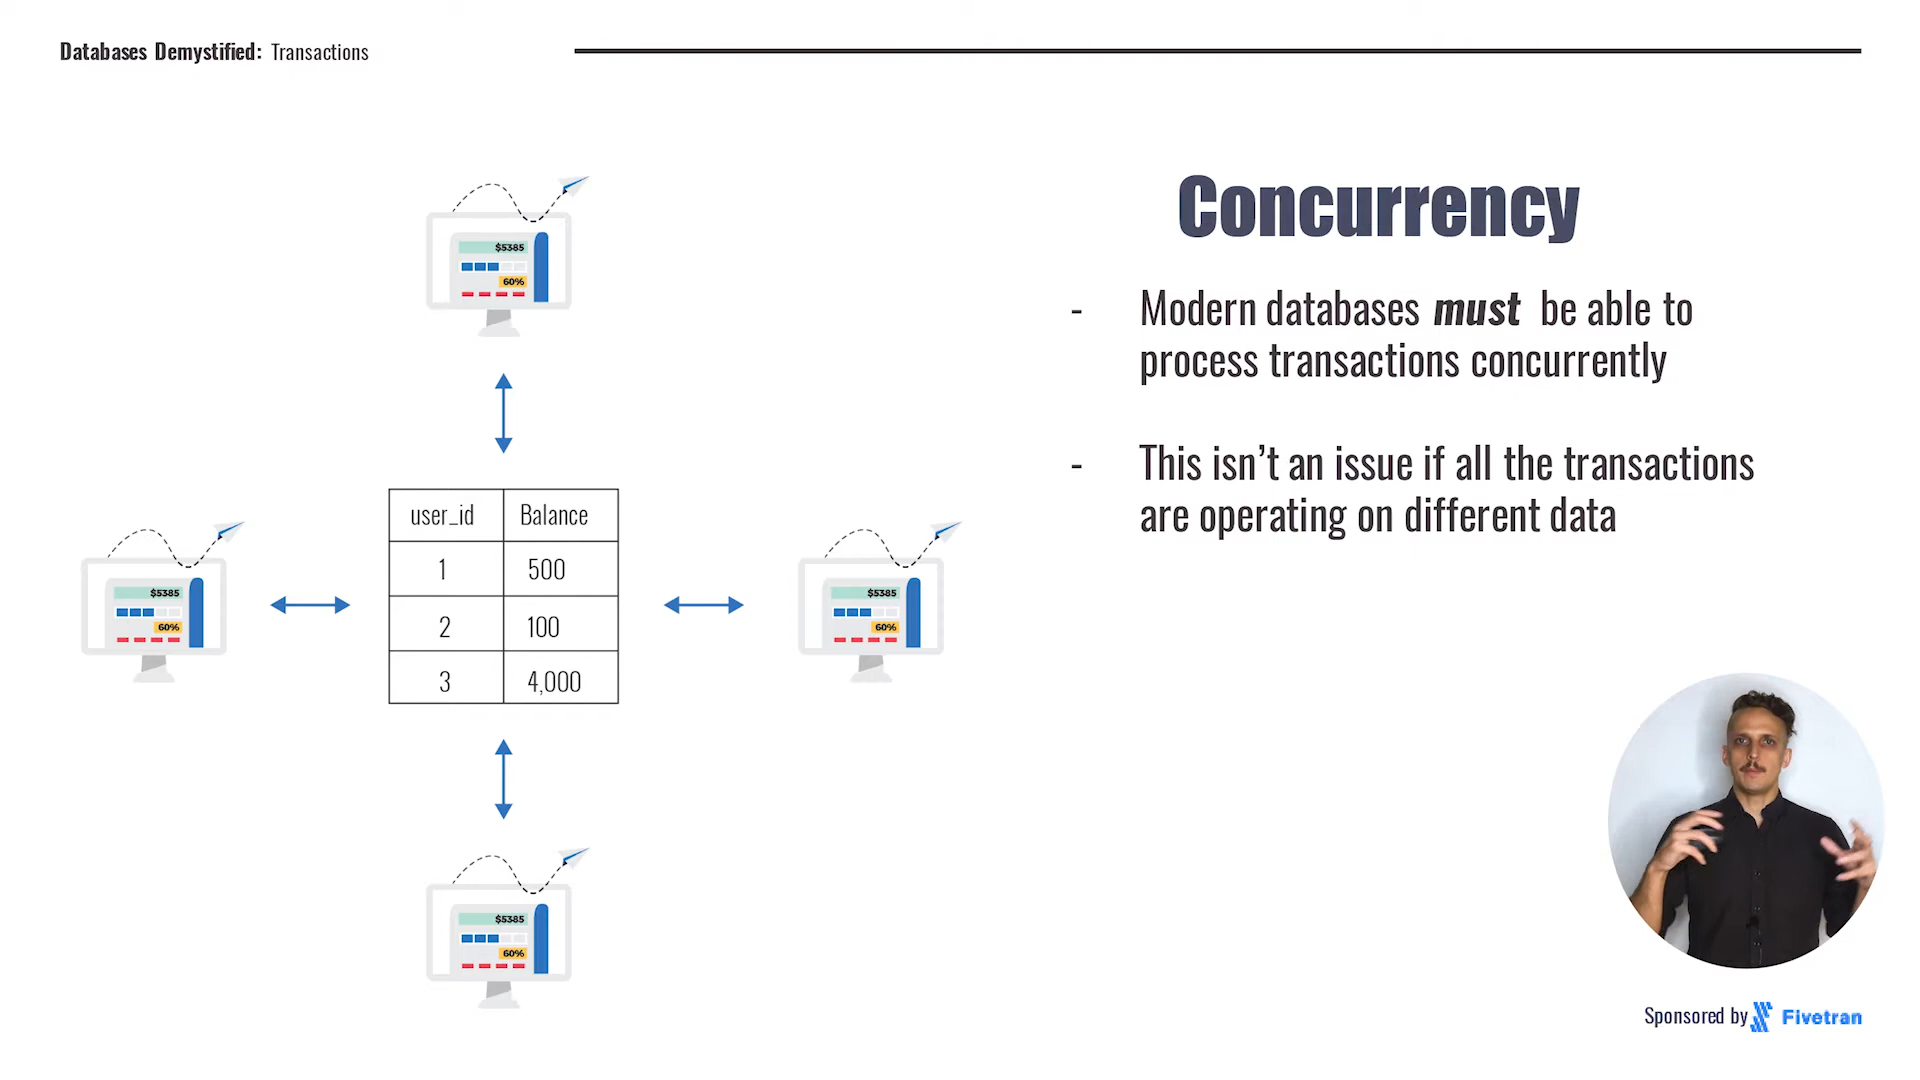 Databases Demystified: Transactions
Concurrency
- Modern databases must be able to
process transactions concurrently
- This isn't an issue if all the transactions
are operating on different data
$5385
60%
user_id Balance
1 500
2 100
3 4,000
$5385
60%
$5385
60%
$5385
60%
Sponsored by Fivetran